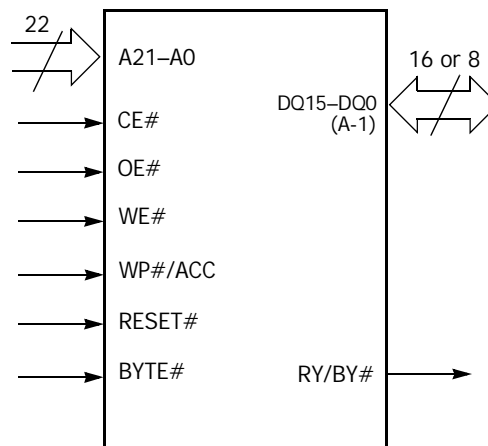 22
A21–A0
16 or 8
DQ15–DQ0
(A-1)
CE#
OE#
WE#
WP#/ACC
RESET#
BYTE#
RY/BY#